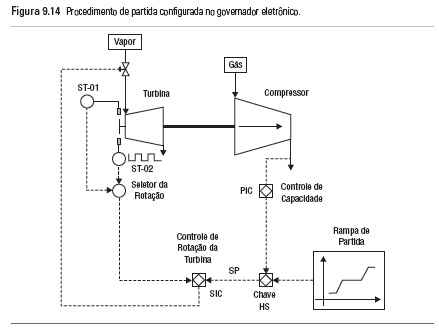 Figura 9.14 Procedimento de partida configurada no governador eletrônico.
Vapor
Gás
ST-01
Turbina
Compressor
ST-02
Seletor da
Rotação
PIC
Controle de
Capacidade
Controle de
Rotação da
Turbina
Rampa de
Partida
SP
SIC
Chave
HS